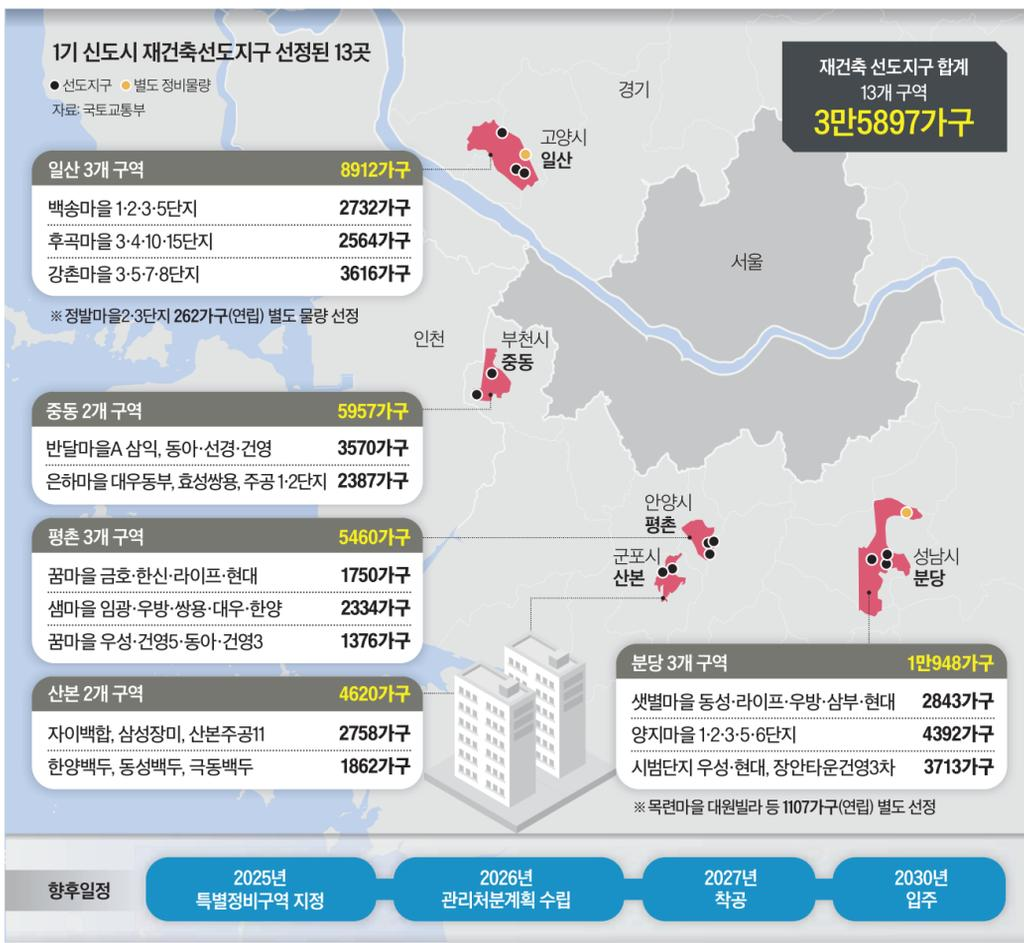 1기 신도시 재건축선도지구 선정된 13곳
● 선도지구 ● 별도 정비물량
자료: 국토교통부
재건축 선도지구 합계
13개 구역
3만5897가구
경기
고양시
일산
서울
인천
부천시
중동
안양시
평촌
군포시
산본
성남시
분당
일산 3개 구역 8912가구
백송마을 1·2·3·5단지 2732가구
후곡마을 3·4·10·15단지 2564가구
강촌마을 3·5·7·8단지 3616가구
※ 정발마을2·3단지 262가구(연립) 별도 물량 선정
중동 2개 구역 5957가구
반달마을A 삼익, 동아·선경·건영 3570가구
은하마을 대우동부, 효성쌍용, 주공 1·2단지 2387가구
평촌 3개 구역 5460가구
꿈마을 금호·한신·라이프·현대 1750가구
샘마을 임광·우방·쌍용·대우·한양 2334가구
꿈마을 우성·건영5·동아·건영3 1376가구
산본 2개 구역 4620가구
자이백합, 삼성장미, 산본주공11 2758가구
한양백두, 동성백두, 극동백두 1862가구
분당 3개 구역 1만948가구
샛별마을 동성·라이프·우방·삼부·현대 2843가구
양지마을 1·2·3·5·6단지 4392가구
시범단지 우성·현대, 장안타운건영3차 3713가구
※ 목련마을 대원빌라 등 1107가구(연립) 별도 선정
향후일정
2025년
특별정비구역 지정
2026년
관리처분계획 수립
2027년
착공
2030년
입주